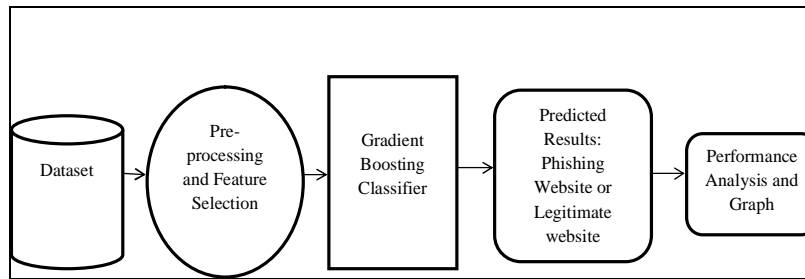 Dataset
Pre-
processing
and Feature
Selection
Gradient
Boosting
Classifier
Predicted
Results:
Phishing
Website or
Legitimate
website
Performance
Analysis and
Graph